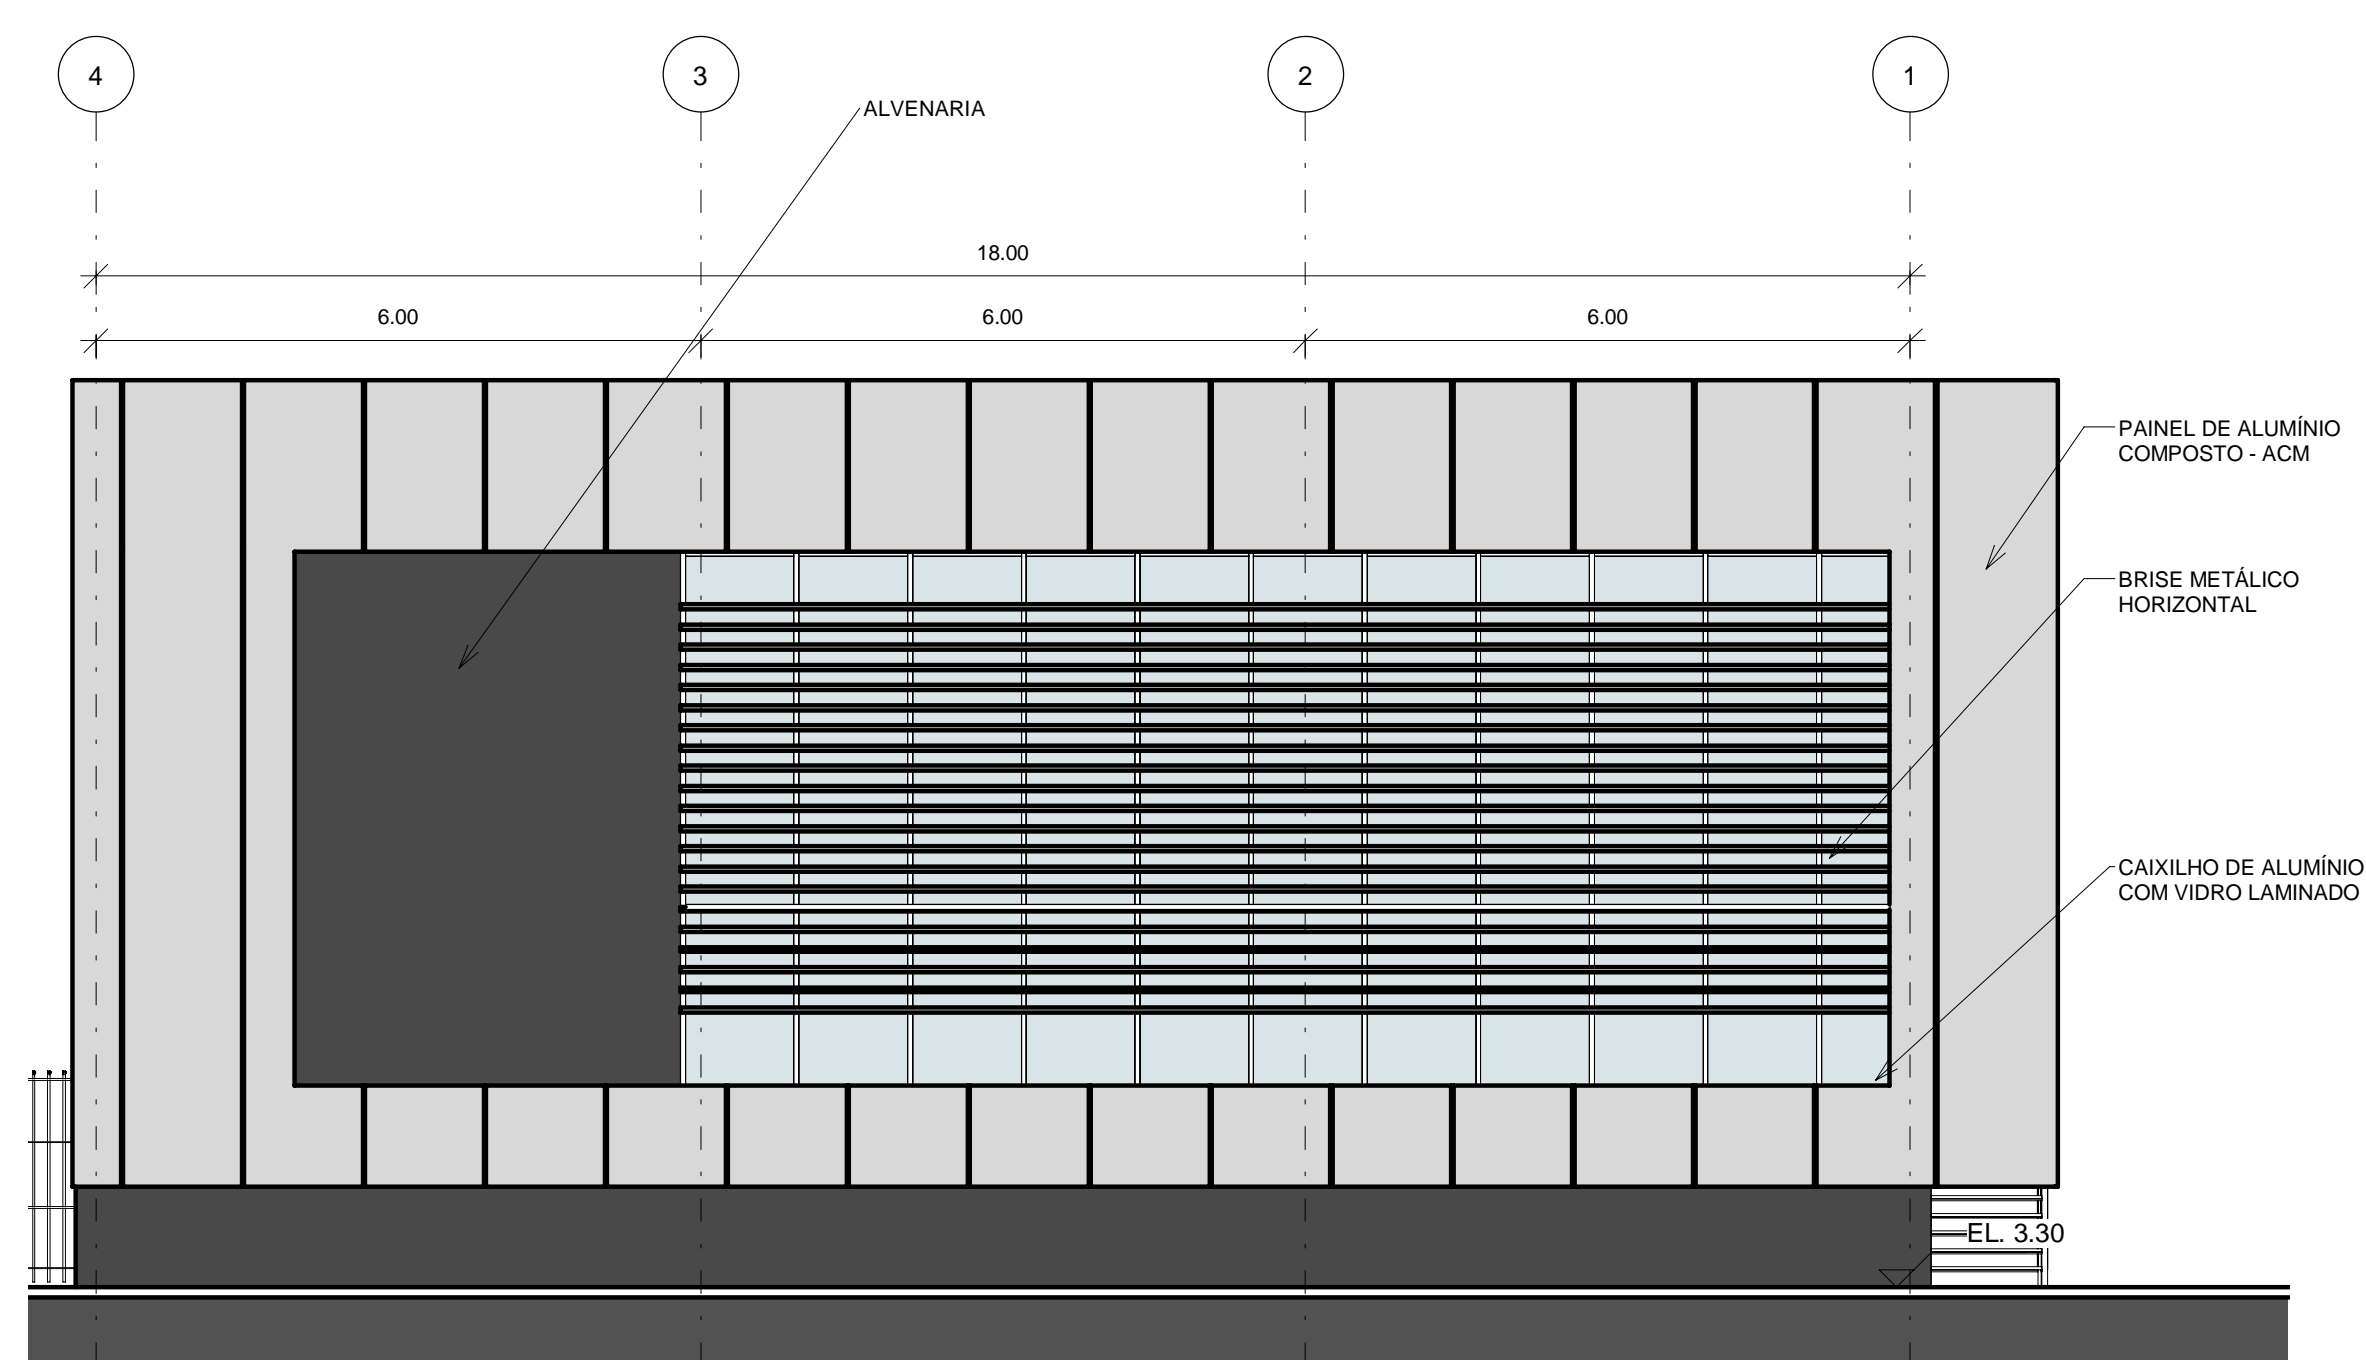 4
3
2
1
ALVENARIA
18.00
6.00
6.00
6.00
PAINEL DE ALUMÍNIO
COMPOSTO - ACM
BRISE METÁLICO
HORIZONTAL
CAIXILHO DE ALUMÍNIO
COM VIDRO LAMINADO
EL. 3.30